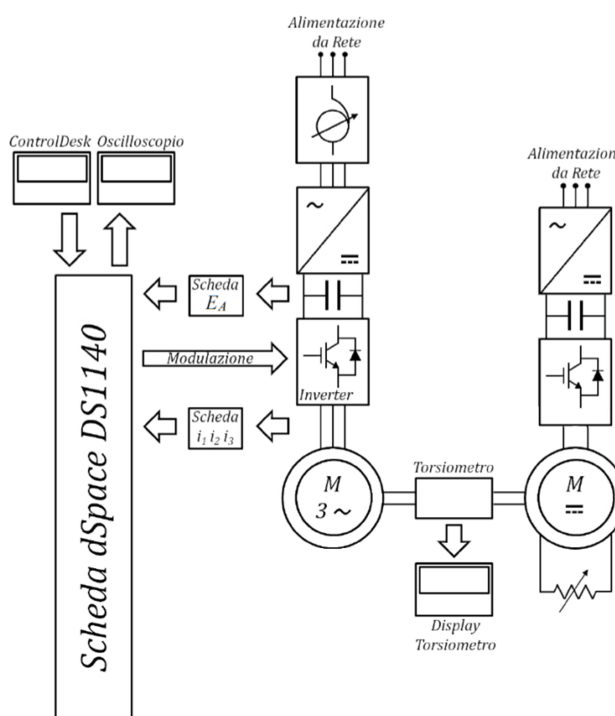 Alimentazione
da Rete
ControlDesk
Oscilloscopio
Alimentazione
da Rete
Scheda
E_A
Modulazione
Inverter
Scheda
i_1 i_2 i_3
Scheda dSpace DS1140
M
3 ~
Torsiometro
M
Display
Torsiometro